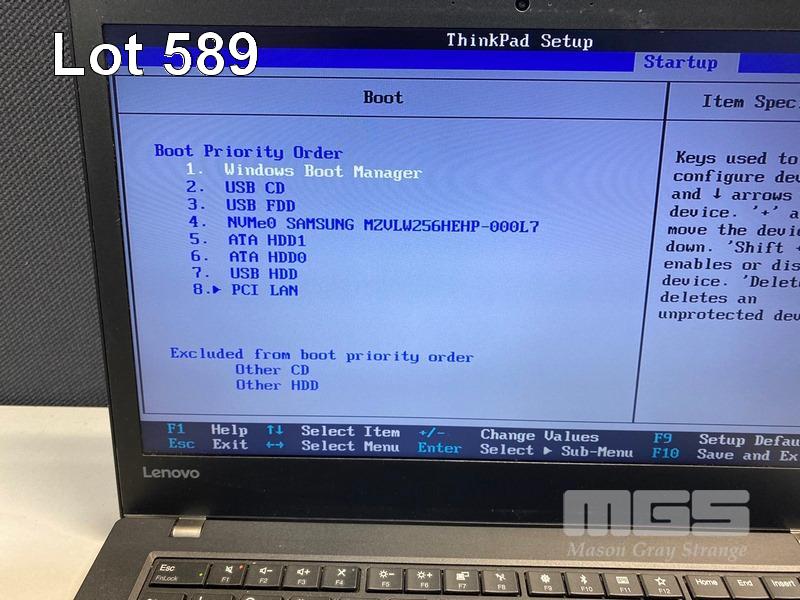 Lot 589
ThinkPad Setup
Startup
Boot
Item Spec
Boot Priority Order
1. Windows Boot Manager
2. USB CD
3. USB FDD
4. NVMe0 SAMSUNG MZVLW256HEHP-000L7
5. ATA HDD1
6. ATA HDD0
7. USB HDD
8.▶ PCI LAN
Excluded from boot priority order
Other CD
Other HDD
Keys used to
configure dev
and ↓ arrows
device. '+' a
move the devi
down. 'Shift +
enables or dis
device. 'Delet
deletes an
unprotected dev
F1 Help ↑↓ Select Item +/- Change Values F9 Setup Defau
Esc Exit ←→ Select Menu Enter Select ▶ Sub-Menu F10 Save and Ex
Lenovo
MGS
Mason Gray Strange
Esc
FnLock
F1 F2 F3 F4 F5 F6 F7 F8 F9 F10 F11 F12 Home End Insert